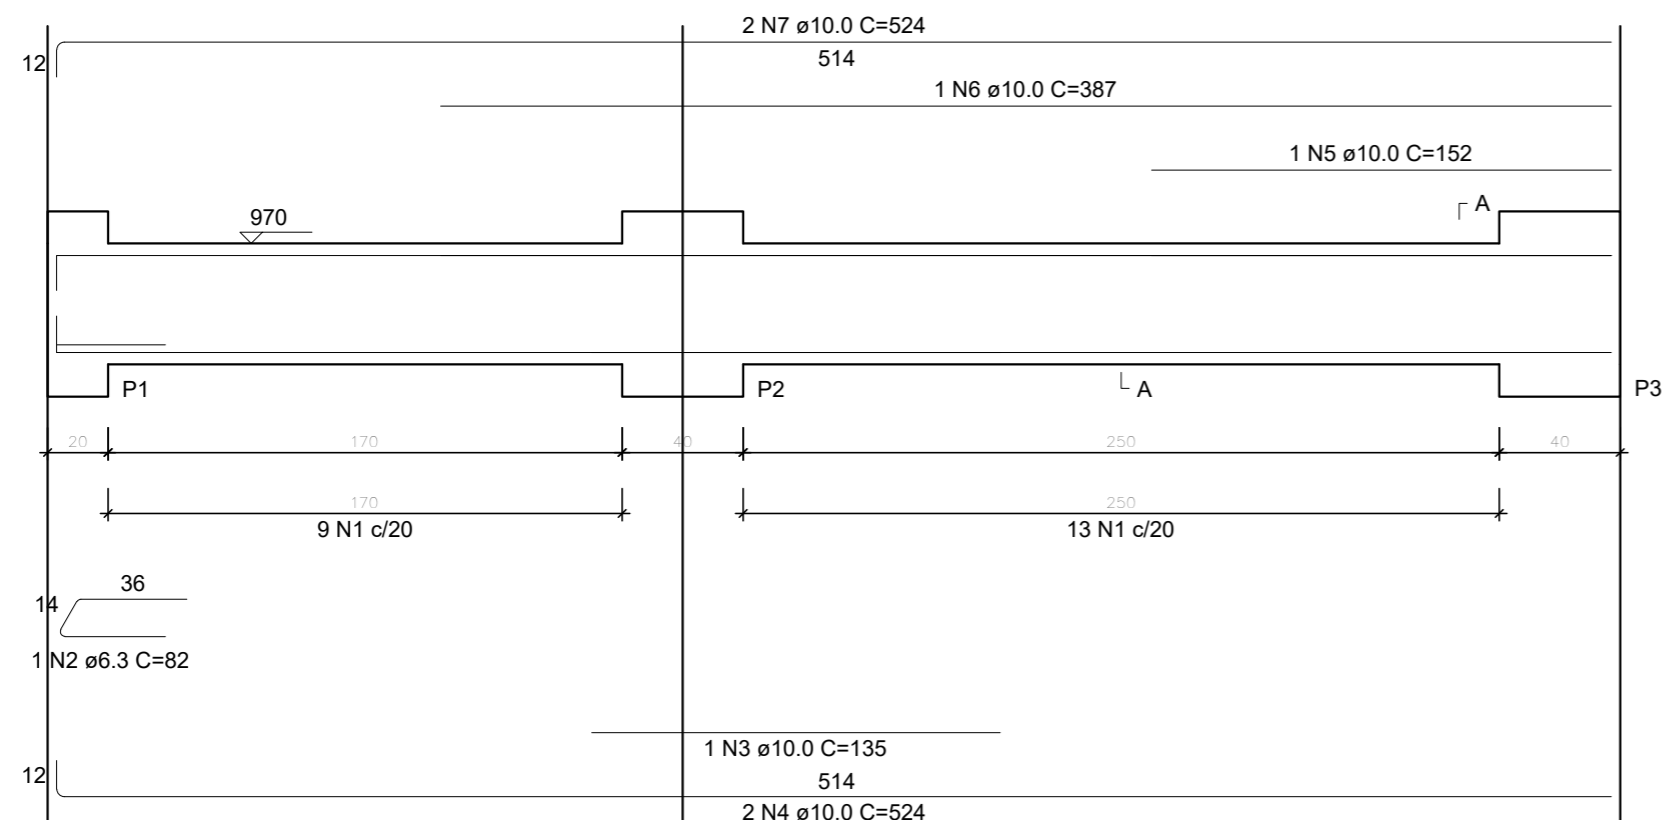 2 N7 ø10.0 C=524
12
514
1 N6 ø10.0 C=387
1 N5 ø10.0 C=152
A
970
P1
P2
A
P3
20
170
40
250
40
170
250
9 N1 c/20
13 N1 c/20
36
14
1 N2 ø6.3 C=82
1 N3 ø10.0 C=135
12
514
2 N4 ø10.0 C=524